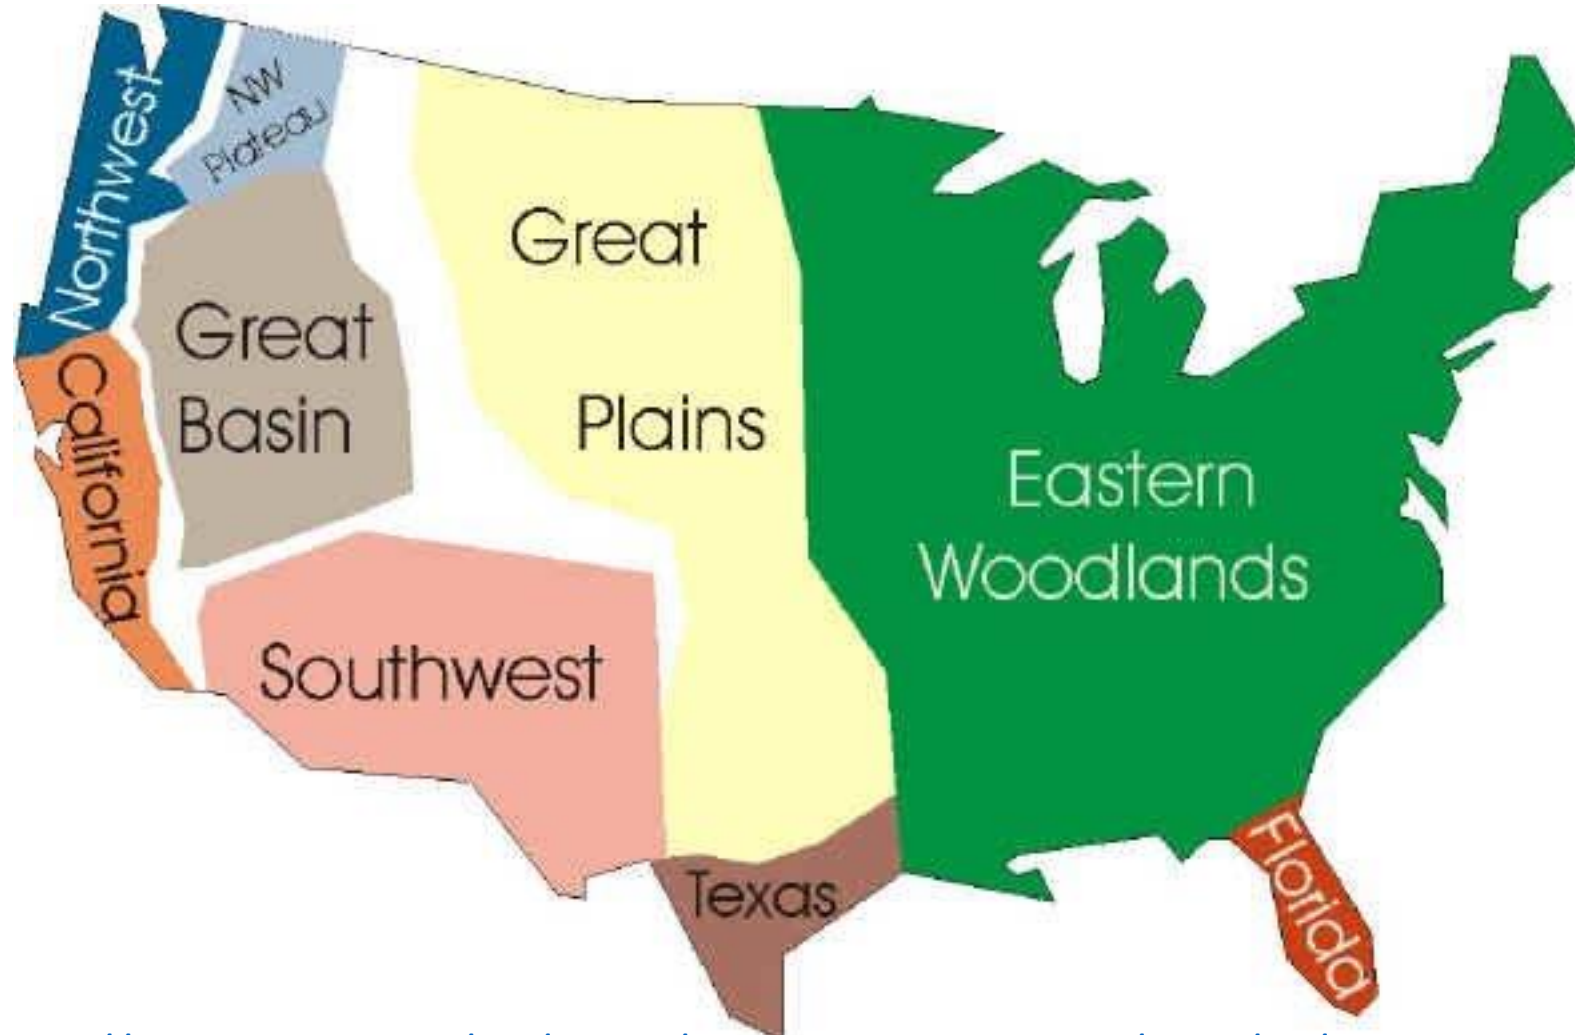 NW
Plateau
Northwest
Great
Plains
Great
Basin
California
Eastern
Woodlands
Southwest
Texas
Florida